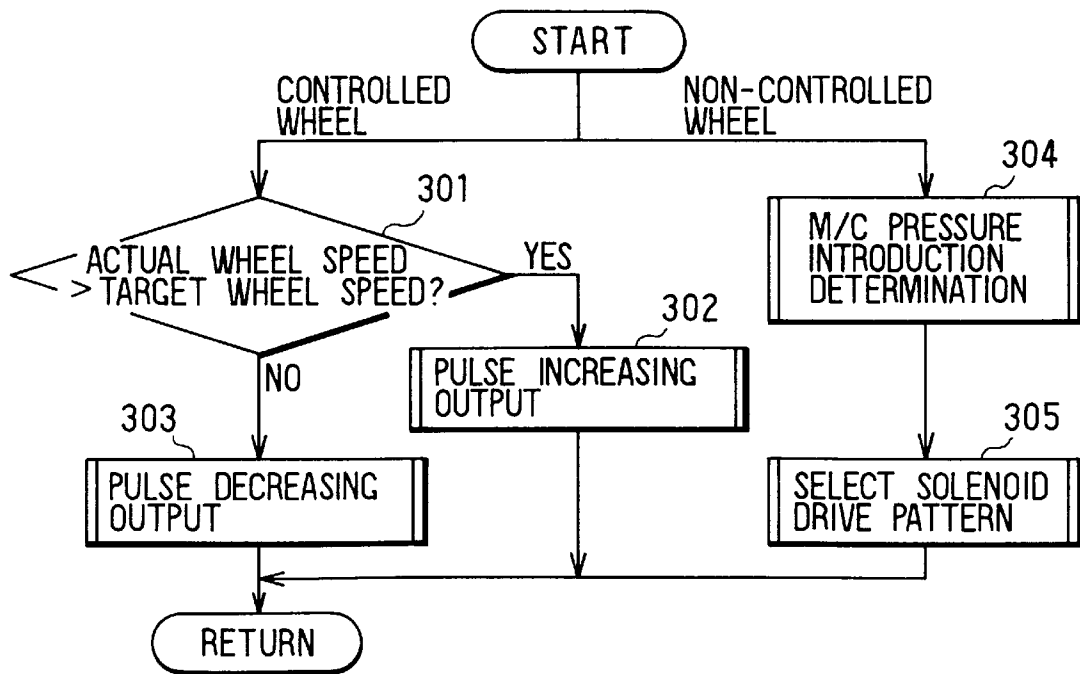 START
CONTROLLED
WHEEL
NON-CONTROLLED
WHEEL
301
ACTUAL WHEEL SPEED
> TARGET WHEEL SPEED?
YES
NO
304
M/C PRESSURE
INTRODUCTION
DETERMINATION
302
PULSE INCREASING
OUTPUT
303
PULSE DECREASING
OUTPUT
305
SELECT SOLENOID
DRIVE PATTERN
RETURN